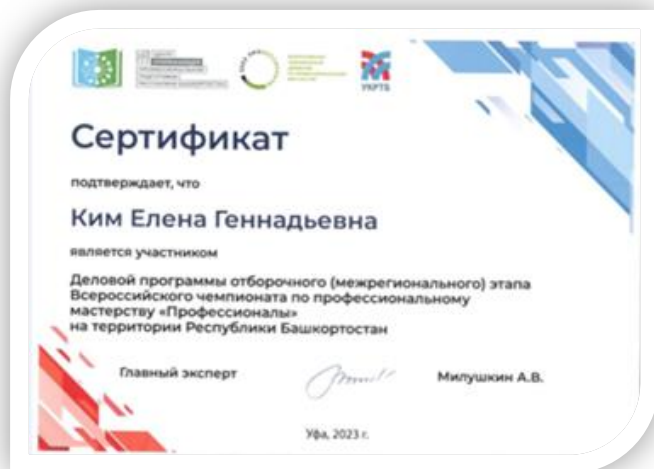 УКРТБ
Сертификат
подтверждает, что
Ким Елена Геннадьевна
является участником
Деловой программы отборочного (межрегионального) этапа
Всероссийского чемпионата по профессиональному
мастерству «Профессионалы»
на территории Республики Башкортостан
Главный эксперт
Милушкин А.В.
Уфа, 2023 г.